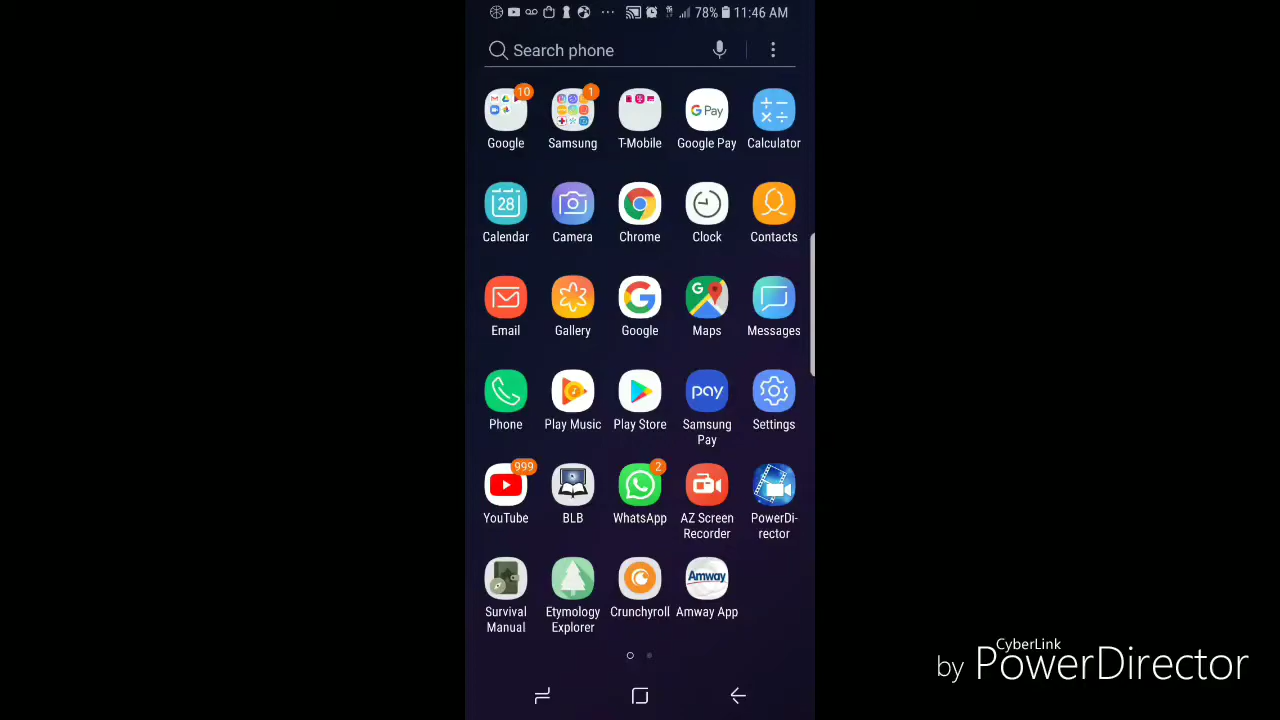 78% 11:46 AM
Search phone
10 1 G Pay
Google Samsung T-Mobile Google Pay Calculator
28
Calendar Camera Chrome Clock Contacts
G
Email Gallery Google Maps Messages
pay
Phone Play Music Play Store Samsung Pay Settings
999 2
YouTube BLB WhatsApp AZ Screen Recorder PowerDi-rector
Amway
Survival Manual Etymology Explorer Crunchyroll Amway App
CyberLink
by PowerDirector